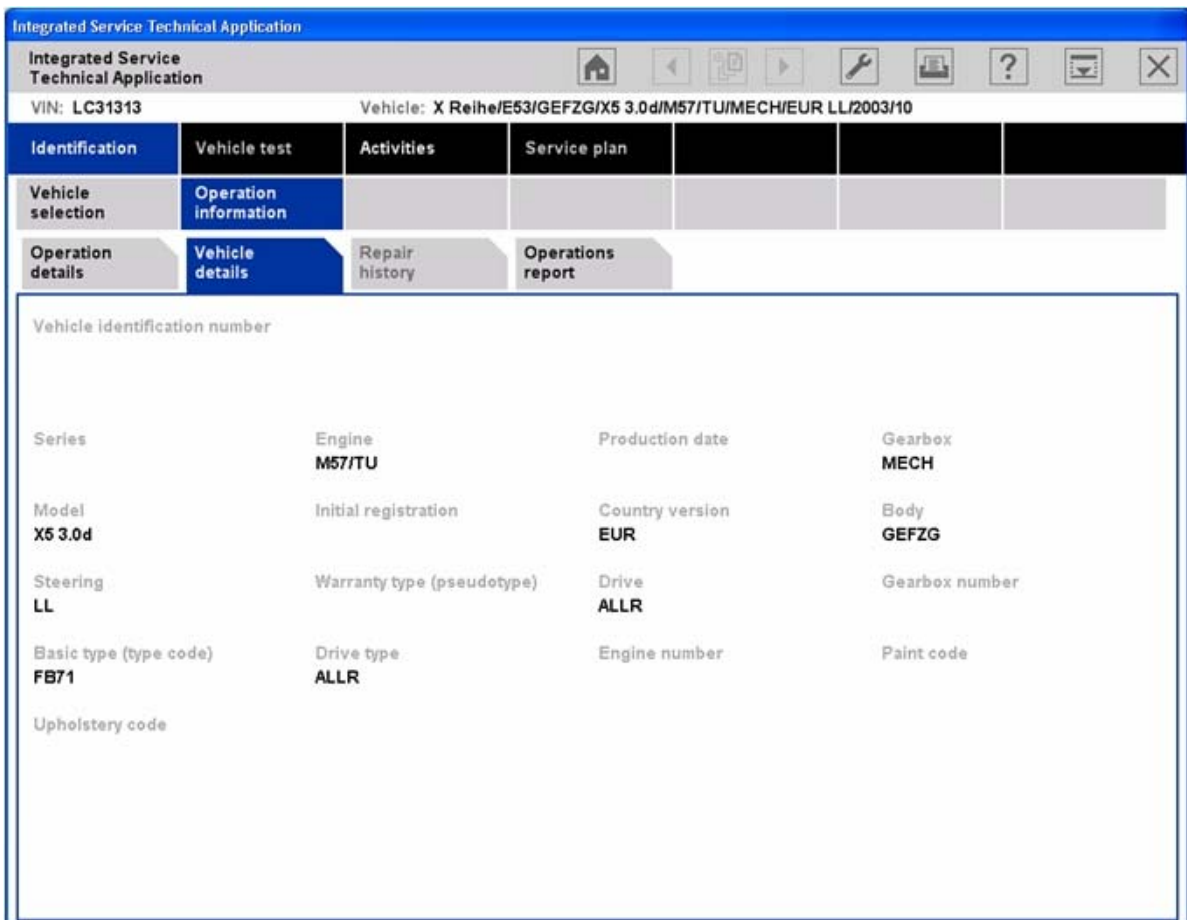 Integrated Service Technical Application
Integrated Service
Technical Application
?
VIN: LC31313 Vehicle: X Reihe/E53/GEFZG/X5 3.0d/M57/TU/MECH/EUR LL/2003/10
Identification Vehicle test Activities Service plan
Vehicle selection Operation information
Operation details Vehicle details Repair history Operations report
Vehicle identification number
Series Engine Production date Gearbox
M57/TU MECH
Model Initial registration Country version Body
X5 3.0d EUR GEFZG
Steering Warranty type (pseudotype) Drive Gearbox number
LL ALLR
Basic type (type code) Drive type Engine number Paint code
FB71 ALLR
Upholstery code